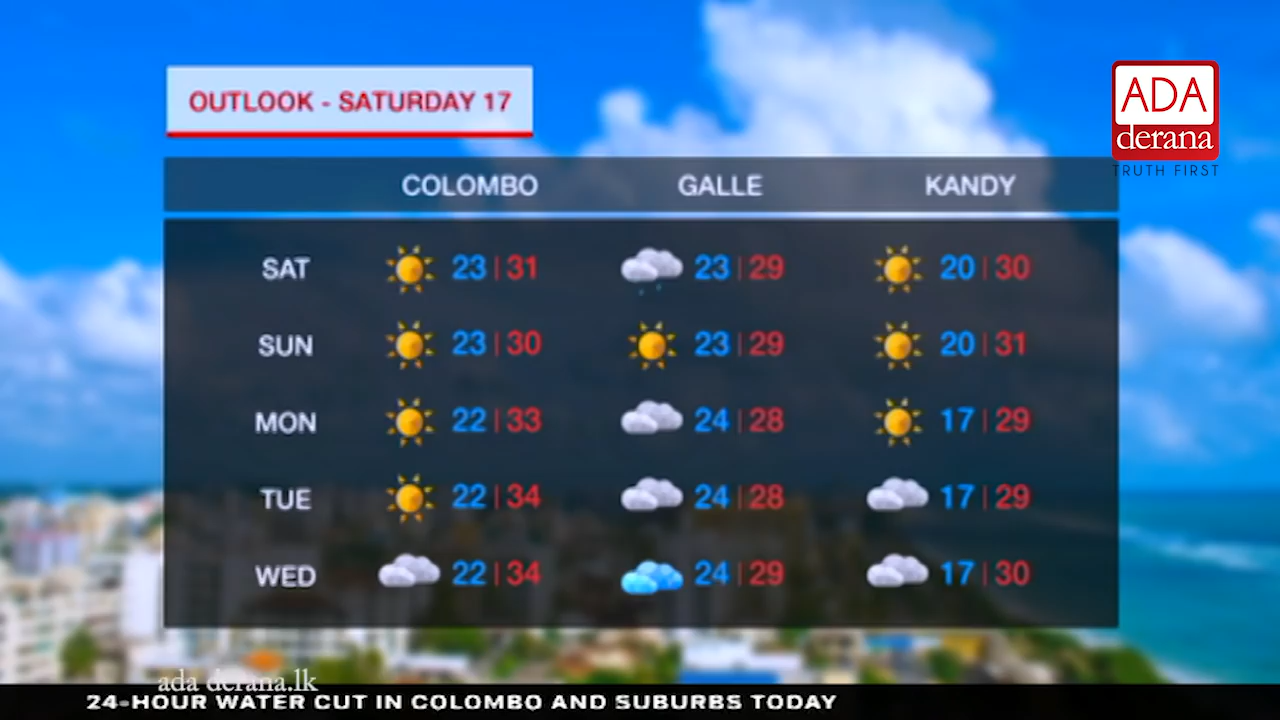 ADA
derana
TRUTH FIRST
OUTLOOK - SATURDAY 17
COLOMBO GALLE KANDY
SAT 23 | 31 23 | 29 20 | 30
SUN 23 | 30 23 | 29 20 | 31
MON 22 | 33 24 | 28 17 | 29
TUE 22 | 34 24 | 28 17 | 29
WED 22 | 34 24 | 29 17 | 30
ada derana.lk
24-HOUR WATER CUT IN COLOMBO AND SUBURBS TODAY